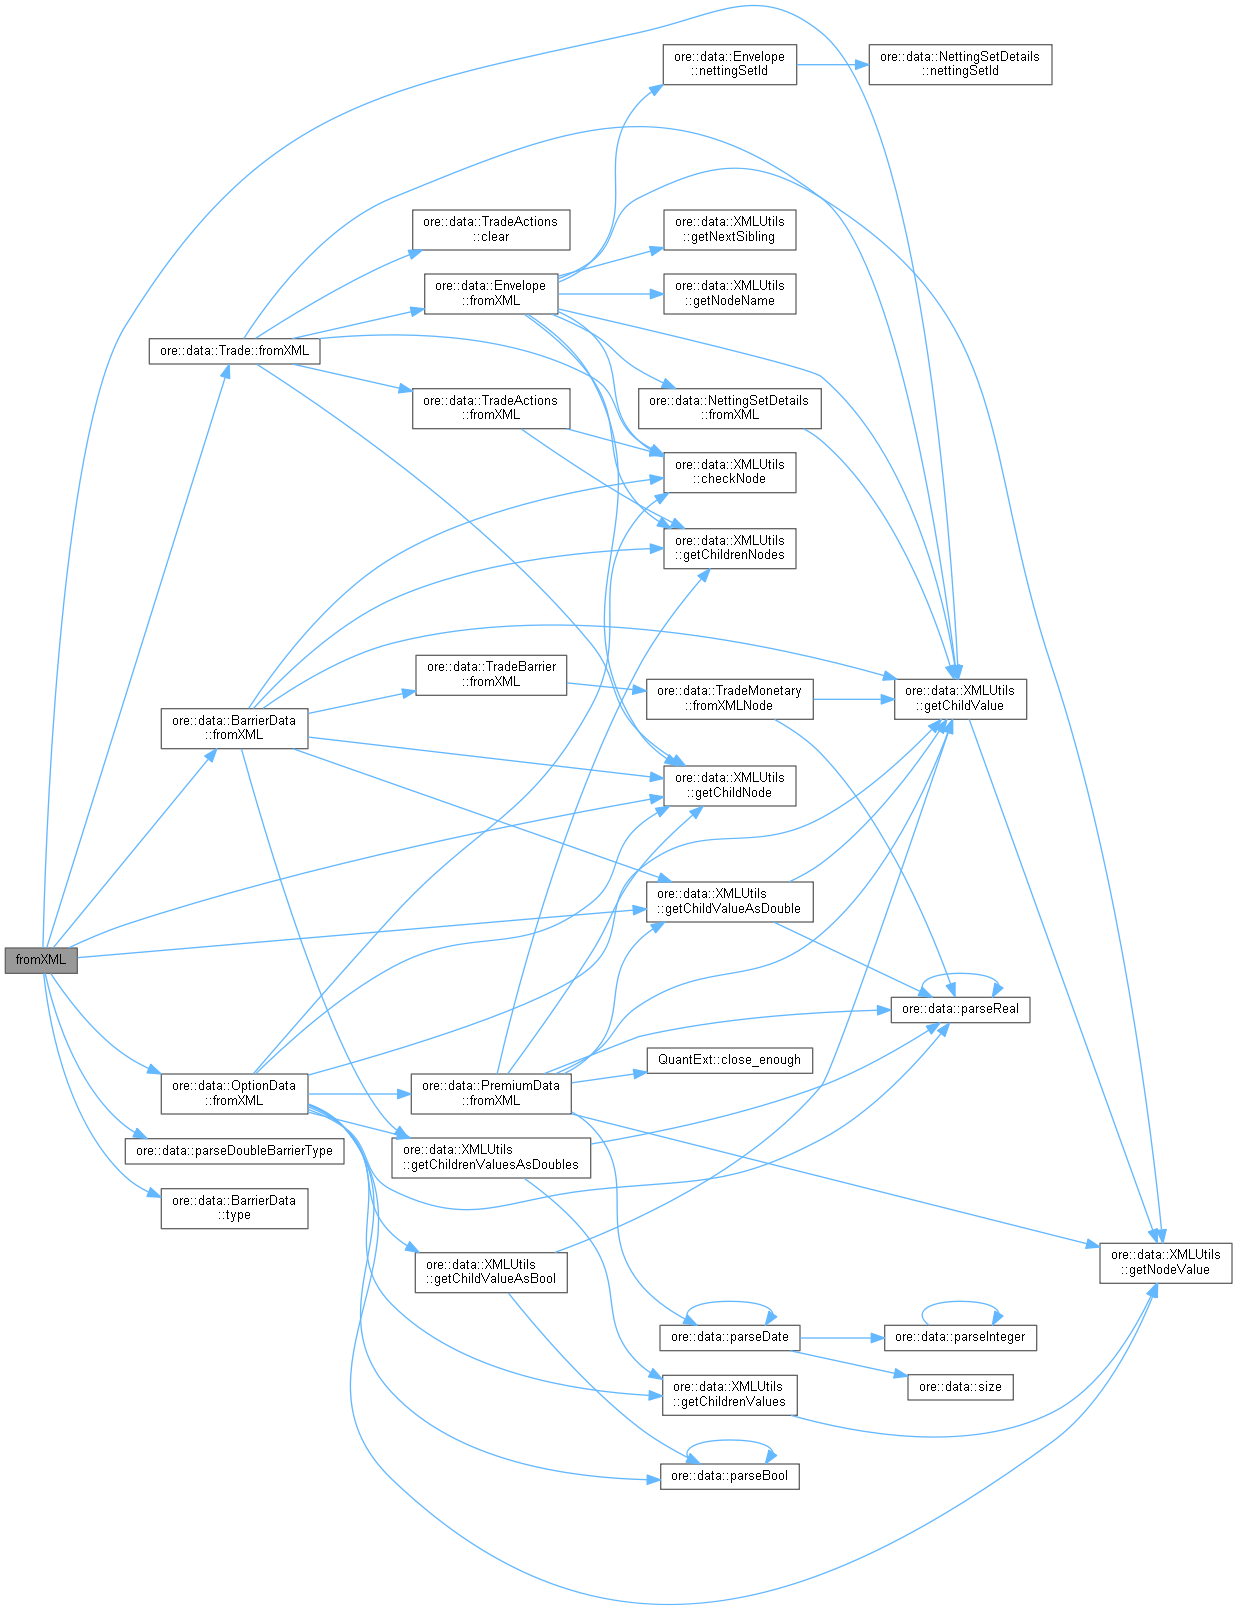 ore::data::Envelope
::nettingSetId
ore::data::NettingSetDetails
::nettingSetId
ore::data::TradeActions
::clear
ore::data::XMLUtils
::getNextSibling
ore::data::Envelope
::fromXML
ore::data::XMLUtils
::getNodeName
ore::data::Trade::fromXML
ore::data::TradeActions
::fromXML
ore::data::NettingSetDetails
::fromXML
ore::data::XMLUtils
::checkNode
ore::data::XMLUtils
::getChildrenNodes
ore::data::TradeBarrier
::fromXML
ore::data::TradeMonetary
::fromXMLNode
ore::data::XMLUtils
::getChildValue
ore::data::BarrierData
::fromXML
ore::data::XMLUtils
::getChildNode
ore::data::XMLUtils
::getChildValueAsDouble
fromXML
ore::data::parseReal
QuantExt::close_enough
ore::data::OptionData
::fromXML
ore::data::PremiumData
::fromXML
ore::data::parseDoubleBarrierType
ore::data::XMLUtils
::getChildrenValuesAsDoubles
ore::data::BarrierData
::type
ore::data::XMLUtils
::getChildValueAsBool
ore::data::XMLUtils
::getNodeValue
ore::data::parseDate
ore::data::parseInteger
ore::data::size
ore::data::XMLUtils
::getChildrenValues
ore::data::parseBool